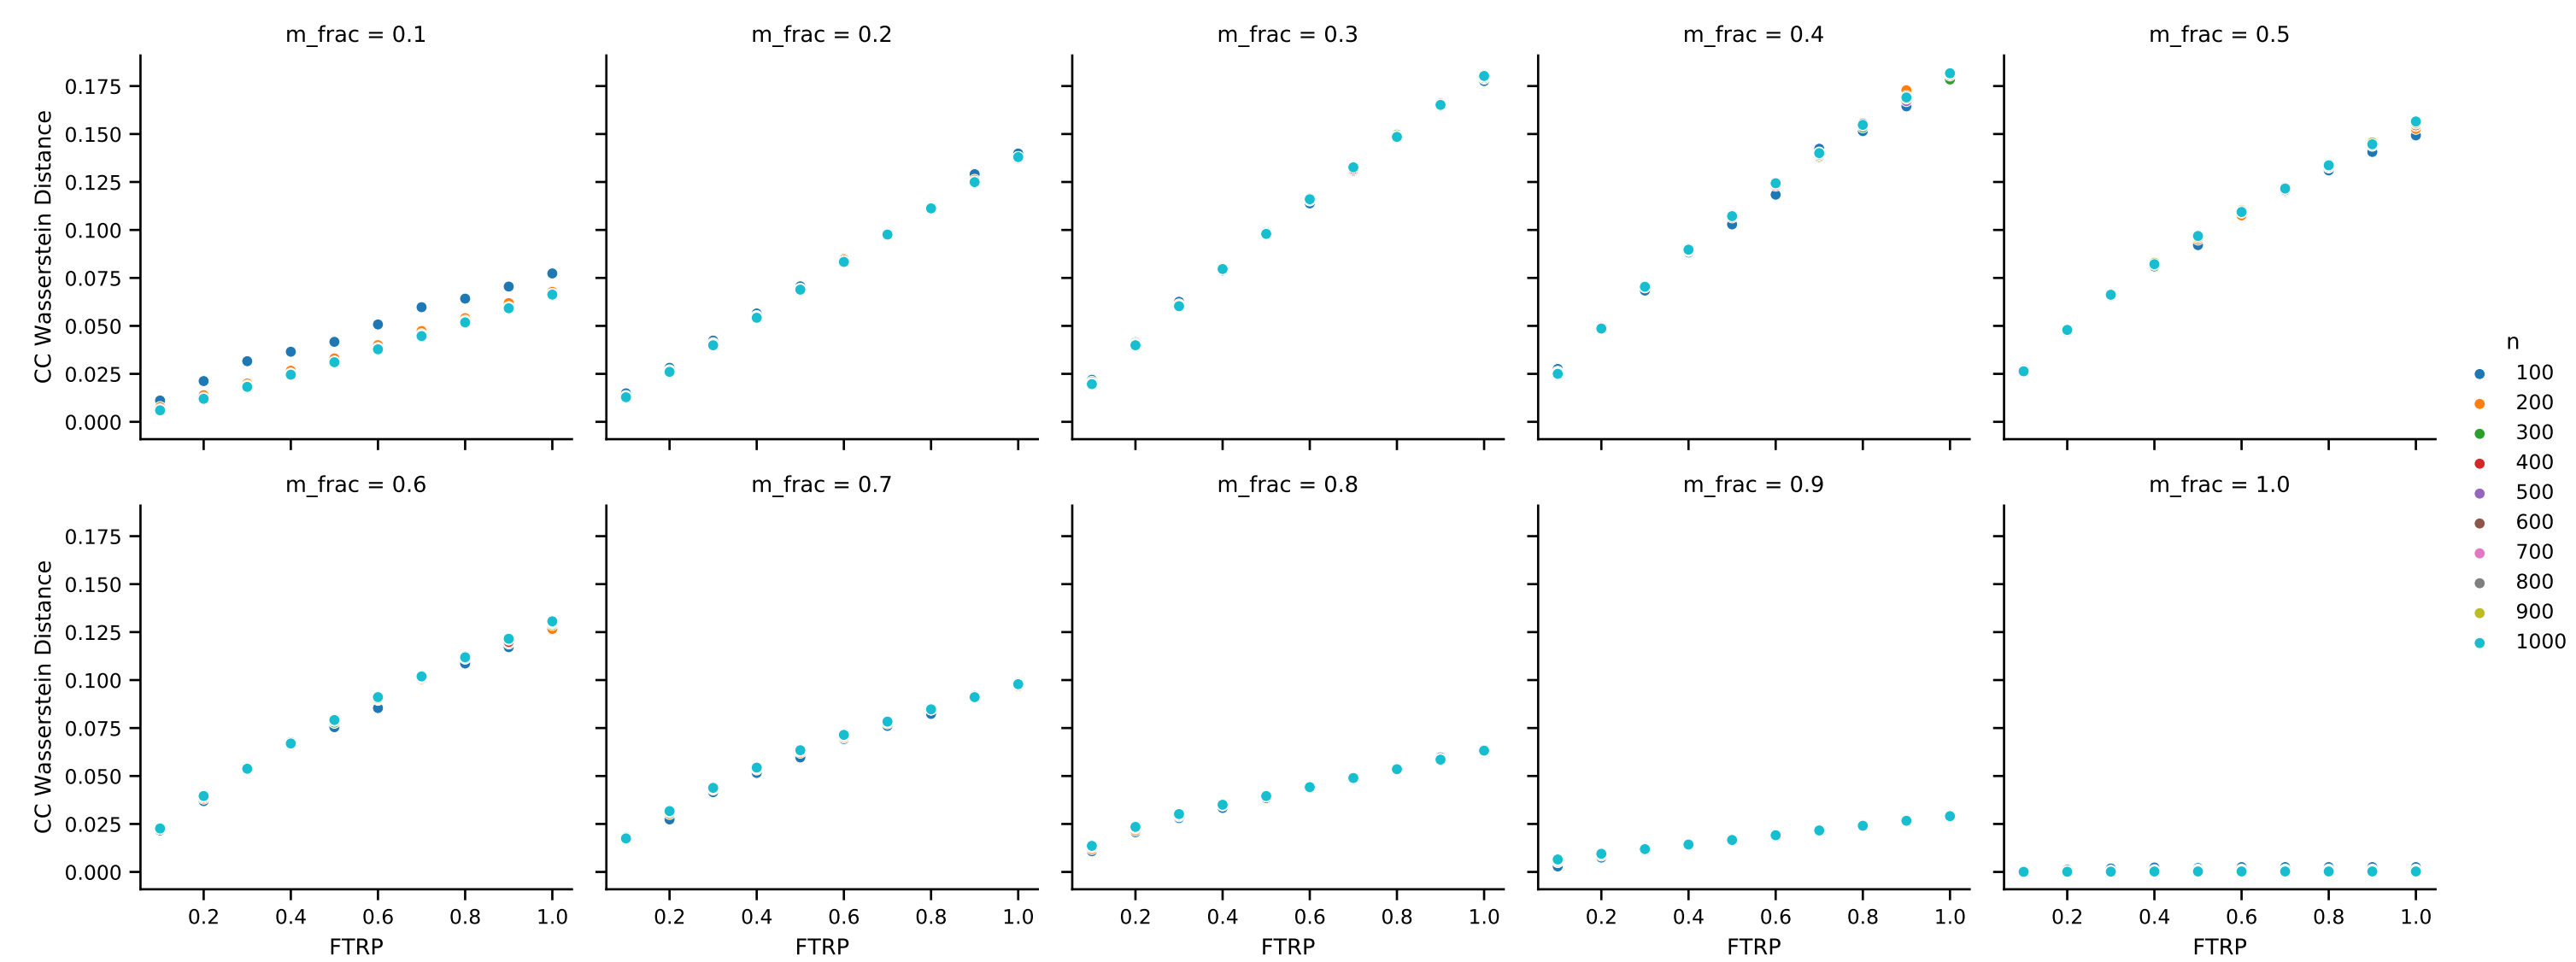 m_frac = 0.1
m_frac = 0.2
m_frac = 0.3
m_frac = 0.4
m_frac = 0.5
CC Wasserstein Distance
0.175
0.150
0.125
0.100
0.075
0.050
0.025
0.000
m_frac = 0.6
m_frac = 0.7
m_frac = 0.8
m_frac = 0.9
m_frac = 1.0
CC Wasserstein Distance
0.175
0.150
0.125
0.100
0.075
0.050
0.025
0.000
0.2 0.4 0.6 0.8 1.0
0.2 0.4 0.6 0.8 1.0
0.2 0.4 0.6 0.8 1.0
0.2 0.4 0.6 0.8 1.0
0.2 0.4 0.6 0.8 1.0
FTRP
FTRP
FTRP
FTRP
FTRP
n
100
200
300
400
500
600
700
800
900
1000